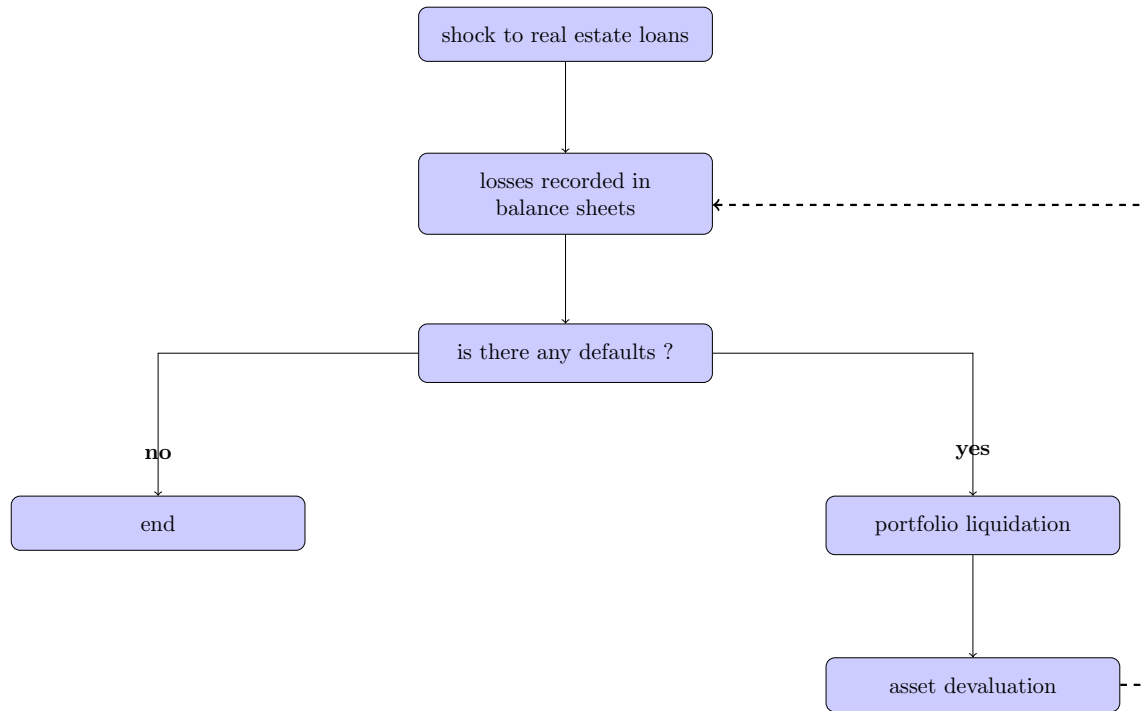 shock to real estate loans
losses recorded in
balance sheets
is there any defaults ?
no
yes
end
portfolio liquidation
asset devaluation